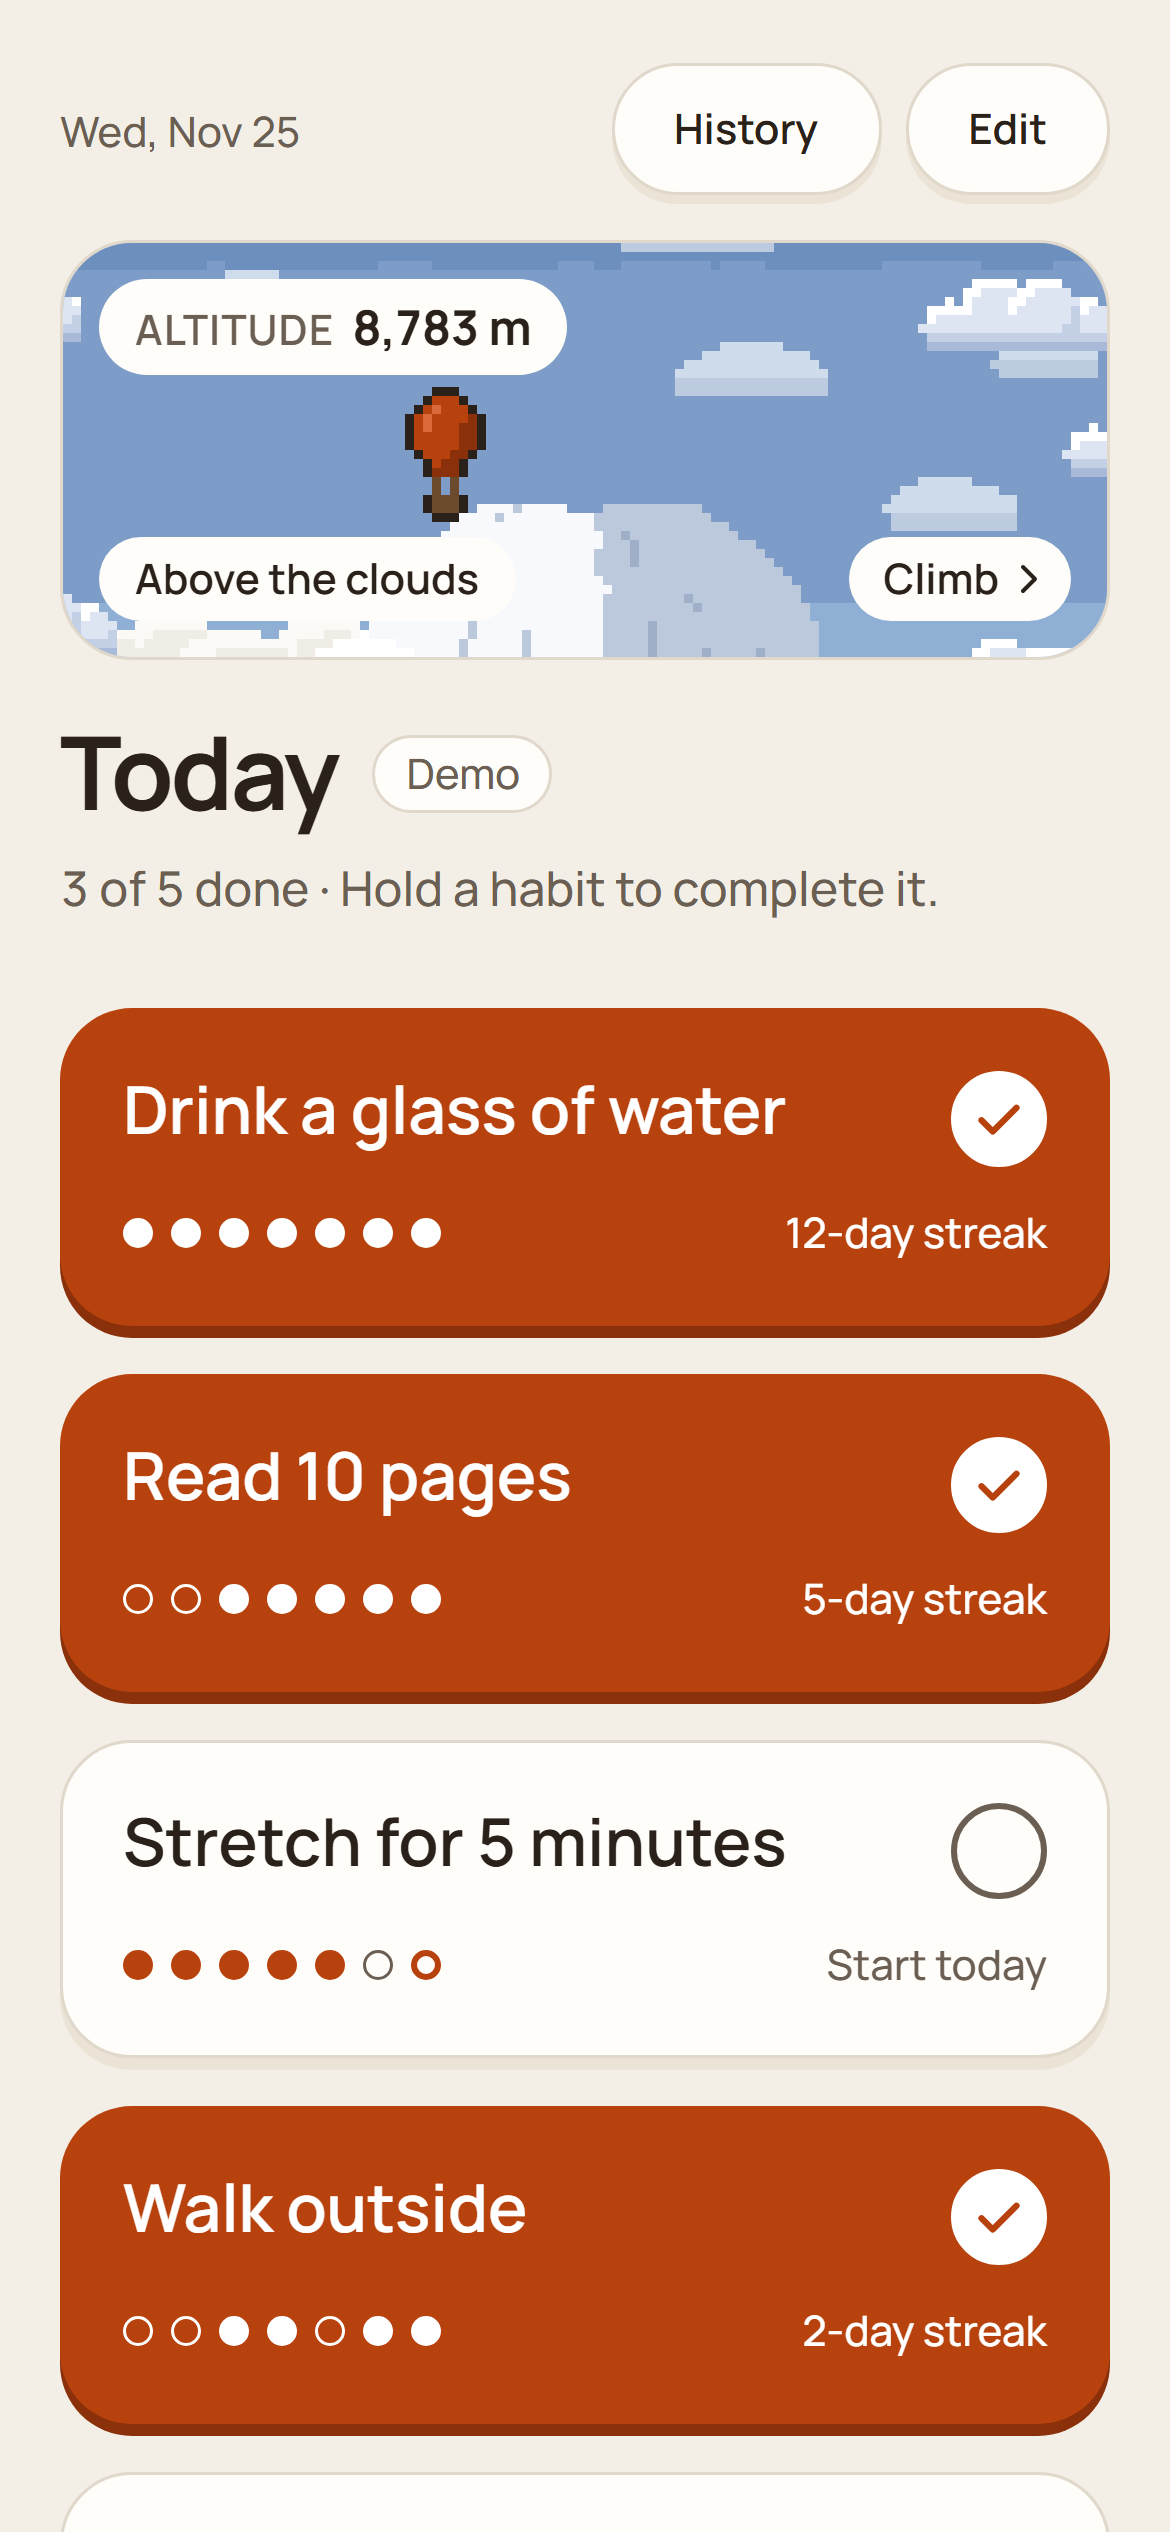 Wed, Nov 25
History
Edit
ALTITUDE 8,783 m
Above the clouds
Climb
Today
Demo
3 of 5 done · Hold a habit to complete it.
Drink a glass of water
12-day streak
Read 10 pages
5-day streak
Stretch for 5 minutes
Start today
Walk outside
2-day streak